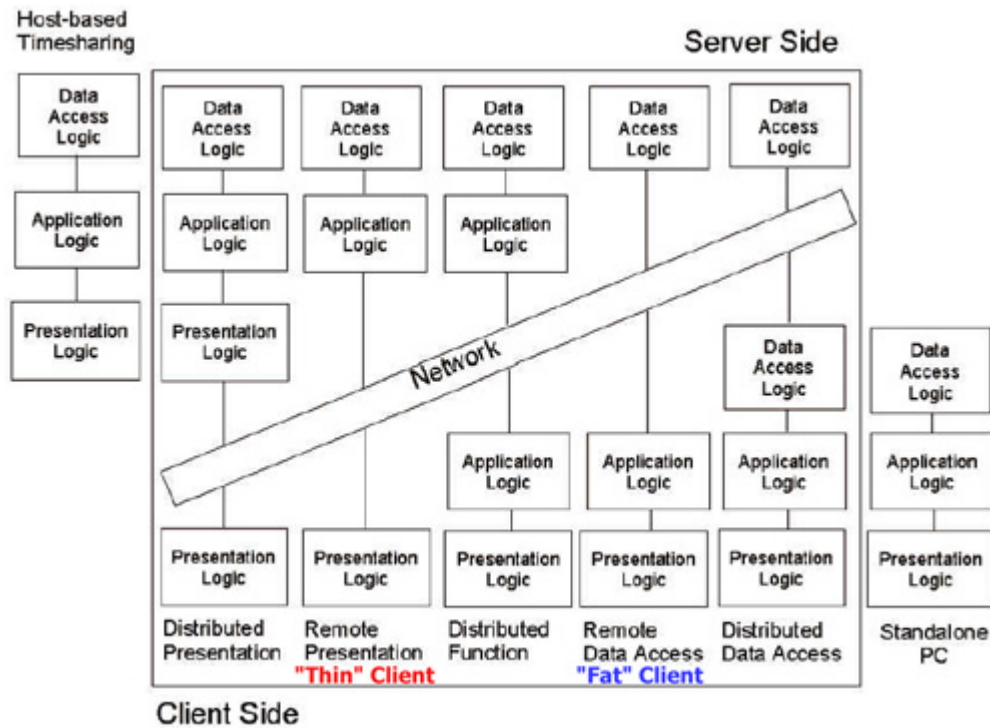 Host-based
Timesharing
Server Side
Data
Access
Logic
Application
Logic
Presentation
Logic
Data
Access
Logic
Application
Logic
Presentation
Logic
Presentation
Logic
Distributed
Presentation
Data
Access
Logic
Application
Logic
Presentation
Logic
Remote
Presentation
"Thin" Client
Data
Access
Logic
Application
Logic
Application
Logic
Presentation
Logic
Distributed
Function
Data
Access
Logic
Application
Logic
Presentation
Logic
Remote
Data Access
"Fat" Client
Data
Access
Logic
Data
Access
Logic
Application
Logic
Presentation
Logic
Distributed
Data Access
Network
Data
Access
Logic
Application
Logic
Presentation
Logic
Standalone
PC
Client Side